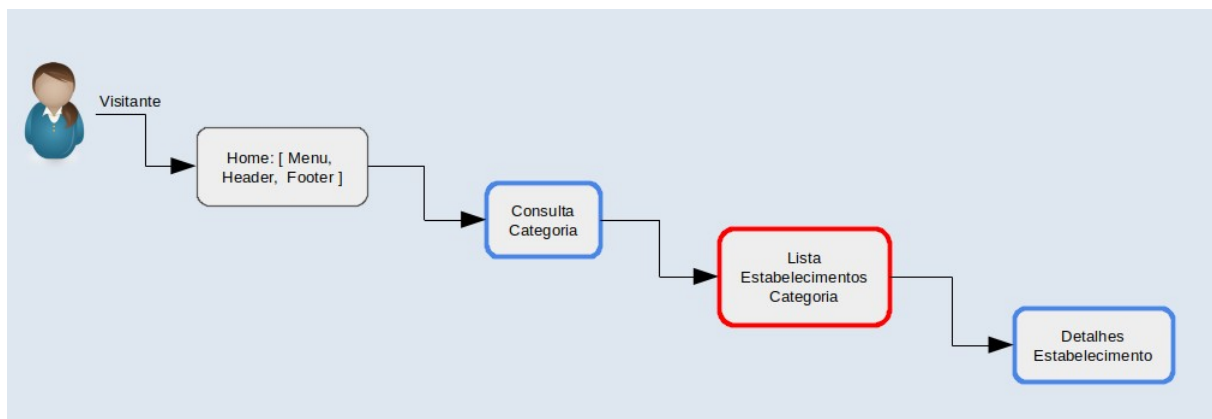 Visitante
Home: [ Menu,
Header, Footer ]
Consulta
Categoria
Lista
Estabelecimentos
Categoria
Detalhes
Estabelecimento